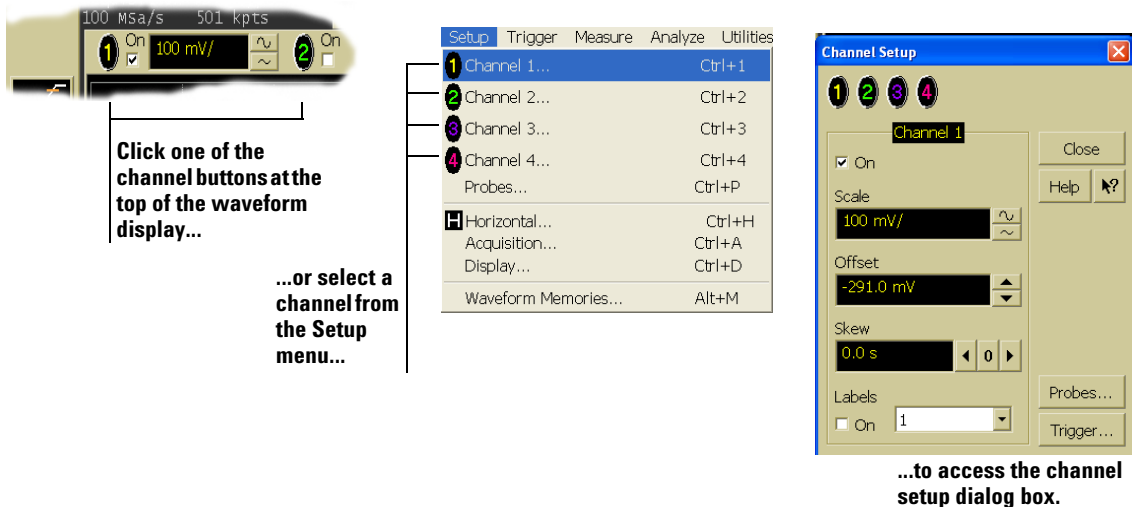 100 MSa/s 501 kpts
1 On 100 mV/ 2 On
Click one of the
channel buttons at the
top of the waveform
display...
...or select a
channel from
the Setup
menu...
Setup Trigger Measure Analyze Utilities
1 Channel 1... Ctrl+1
2 Channel 2... Ctrl+2
3 Channel 3... Ctrl+3
4 Channel 4... Ctrl+4
Probes... Ctrl+P
H Horizontal... Ctrl+H
Acquisition... Ctrl+A
Display... Ctrl+D
Waveform Memories... Alt+M
Channel Setup
1 2 3 4
Channel 1
On
Close
Help ?
Scale
100 mV/
Offset
-291.0 mV
Skew
0.0 s 0
Labels
On 1
Probes...
Trigger...
...to access the channel
setup dialog box.